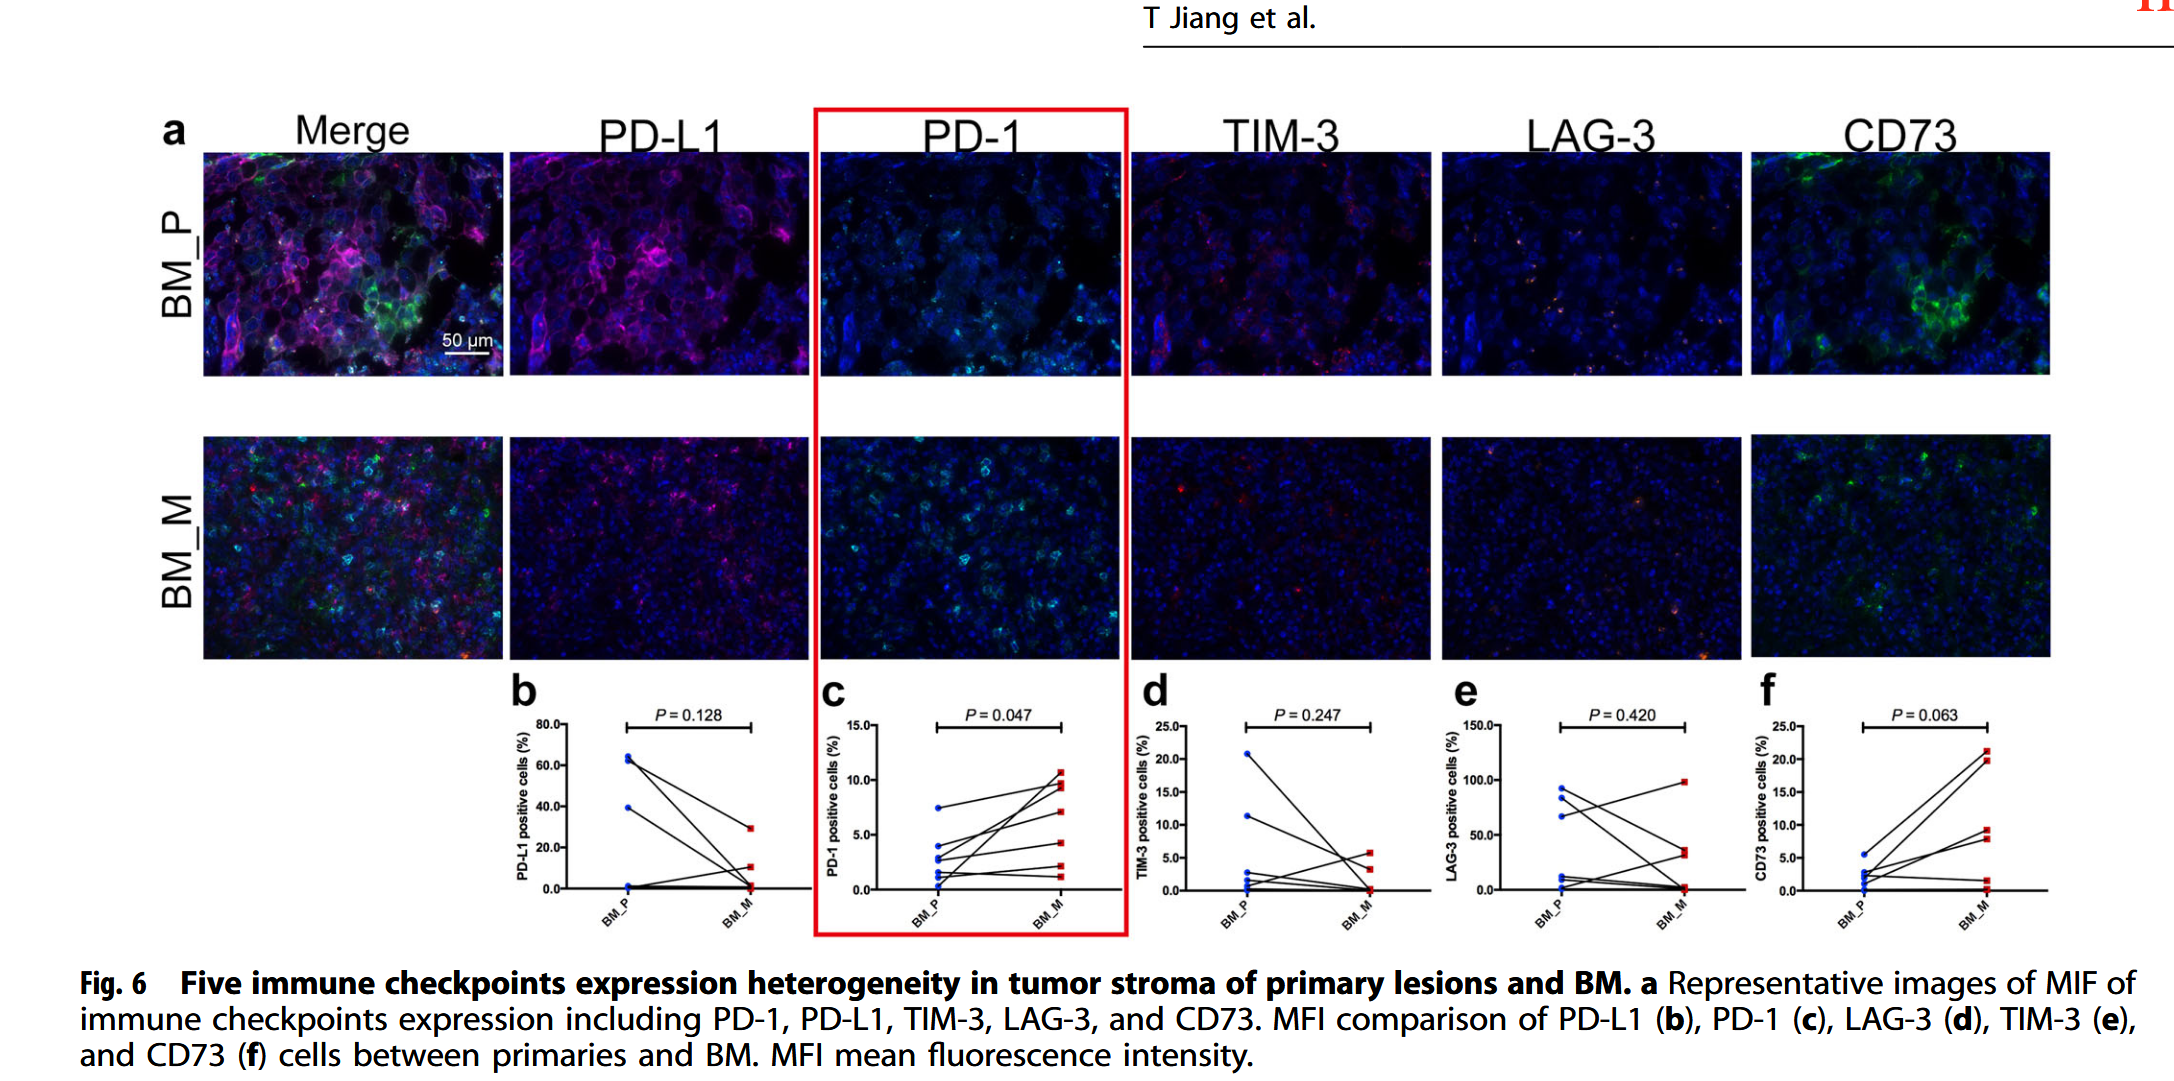 T Jiang et al.
a Merge PD-L1 PD-1 TIM-3 LAG-3 CD73
BM_P
50 µm
BM_M
b
P = 0.128
PD-L1 positive cells (%)
80.0
60.0
40.0
20.0
0.0
BM_P BM_M
c
P = 0.047
PD-1 positive cells (%)
15.0
10.0
5.0
0.0
BM_P BM_M
d
P = 0.247
TIM-3 positive cells (%)
25.0
20.0
15.0
10.0
5.0
0.0
BM_P BM_M
e
P = 0.420
LAG-3 positive cells (%)
150.0
100.0
50.0
0.0
BM_P BM_M
f
P = 0.063
CD73 positive cells (%)
25.0
20.0
15.0
10.0
5.0
0.0
BM_P BM_M
Fig. 6 Five immune checkpoints expression heterogeneity in tumor stroma of primary lesions and BM. a Representative images of MIF of
immune checkpoints expression including PD-1, PD-L1, TIM-3, LAG-3, and CD73. MFI comparison of PD-L1 (b), PD-1 (c), LAG-3 (d), TIM-3 (e),
and CD73 (f) cells between primaries and BM. MFI mean fluorescence intensity.